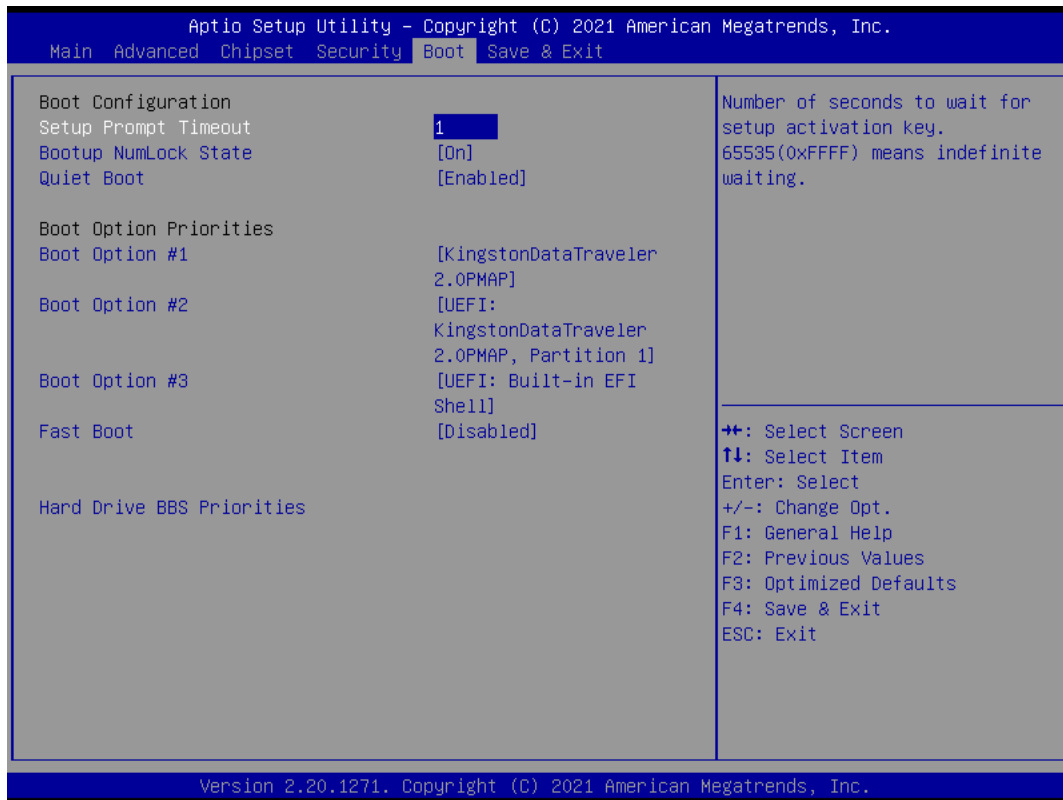 Aptio Setup Utility – Copyright (C) 2021 American Megatrends, Inc.
Main Advanced Chipset Security Boot Save & Exit
Boot Configuration
Setup Prompt Timeout 1
Bootup NumLock State [On]
Quiet Boot [Enabled]
Boot Option Priorities
Boot Option #1 [KingstonDataTraveler
2.0PMAP]
Boot Option #2 [UEFI:
KingstonDataTraveler
2.0PMAP, Partition 1]
Boot Option #3 [UEFI: Built-in EFI
Shell]
Fast Boot [Disabled]
Hard Drive BBS Priorities
Number of seconds to wait for
setup activation key.
65535(0xFFFF) means indefinite
waiting.
→←: Select Screen
↑↓: Select Item
Enter: Select
+/-: Change Opt.
F1: General Help
F2: Previous Values
F3: Optimized Defaults
F4: Save & Exit
ESC: Exit
Version 2.20.1271. Copyright (C) 2021 American Megatrends, Inc.